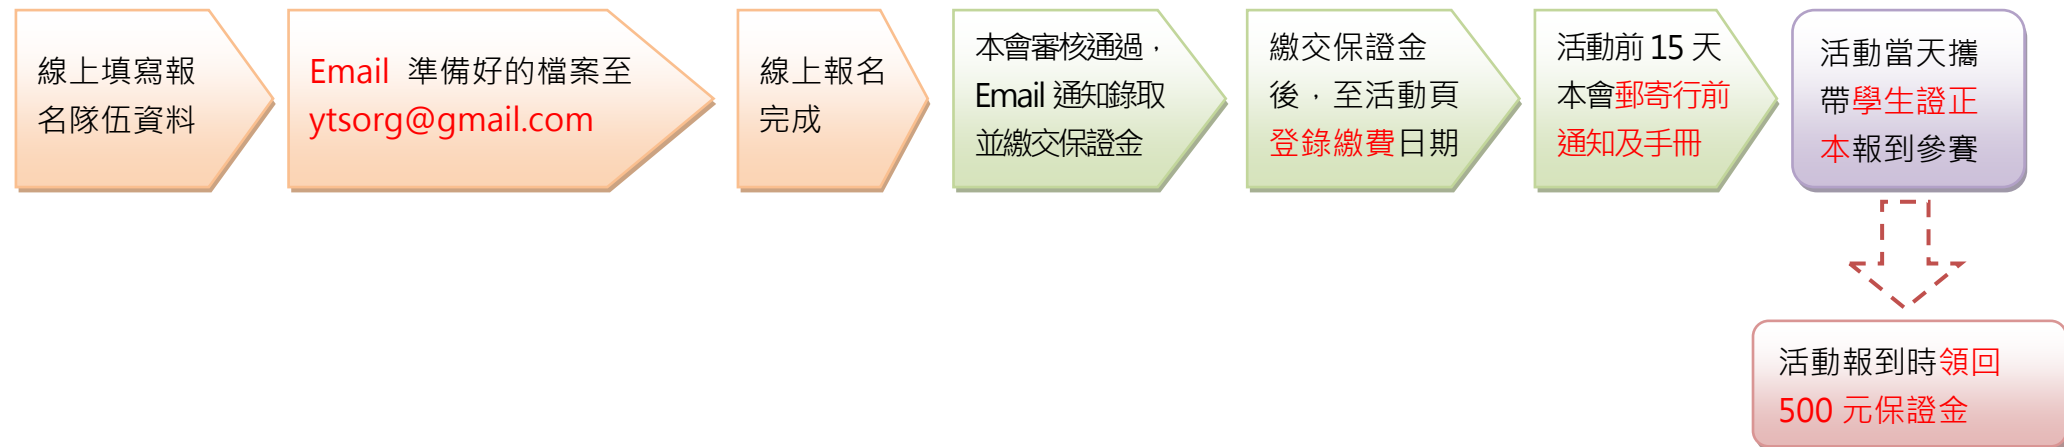 線上填寫報
名隊伍資料
Email 準備好的檔案至
ytsorg@gmail.com
線上報名
完成
本會審核通過，
Email 通知錄取
並繳交保證金
繳交保證金
後，至活動頁
登錄繳費日期
活動前 15 天
本會郵寄行前
通知及手冊
活動當天攜
帶學生證正
本報到參賽
活動報到時領回
500 元保證金